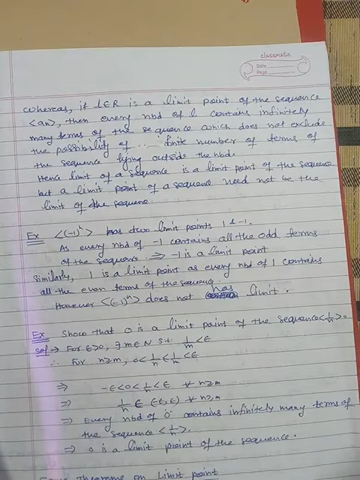 classmate
Date
Page
whereas, if l∈R is a limit point of the sequence
<an>, then every nbd of l contains infinitely
many terms of the sequence which does not exclude
the possibility of .... finite number of terms of
the sequence lying outside the nbd.
Hence limit of a sequence is a limit point of the sequence
but a limit point of a sequence need not be the
limit of the sequence
Ex <(-1)^n> has two limit points 1 & -1.
As every nbd of -1 contains all the odd terms
of the sequence ⇒ -1 is a limit point
Similarly, 1 is a limit point as every nbd of 1 contains
all the even terms of the sequence
However <(-1)^n> does not has limit.
Ex Show that 0 is a limit point of the sequence <1/n>.
Sol → For ε>0, ∃ m∈N s.t. 1/m < ε
∴ For n≥m, 0<1/n≤1/m<ε
⇒ -ε<0<1/n<ε ∀ n≥m
⇒ 1/n ∈ (-ε,ε) ∀ n≥m
⇒ Every nbd of 0 contains infinitely many terms of
the sequence <1/n>.
⇒ 0 is a limit point of the sequence.
Theorems on Limit point